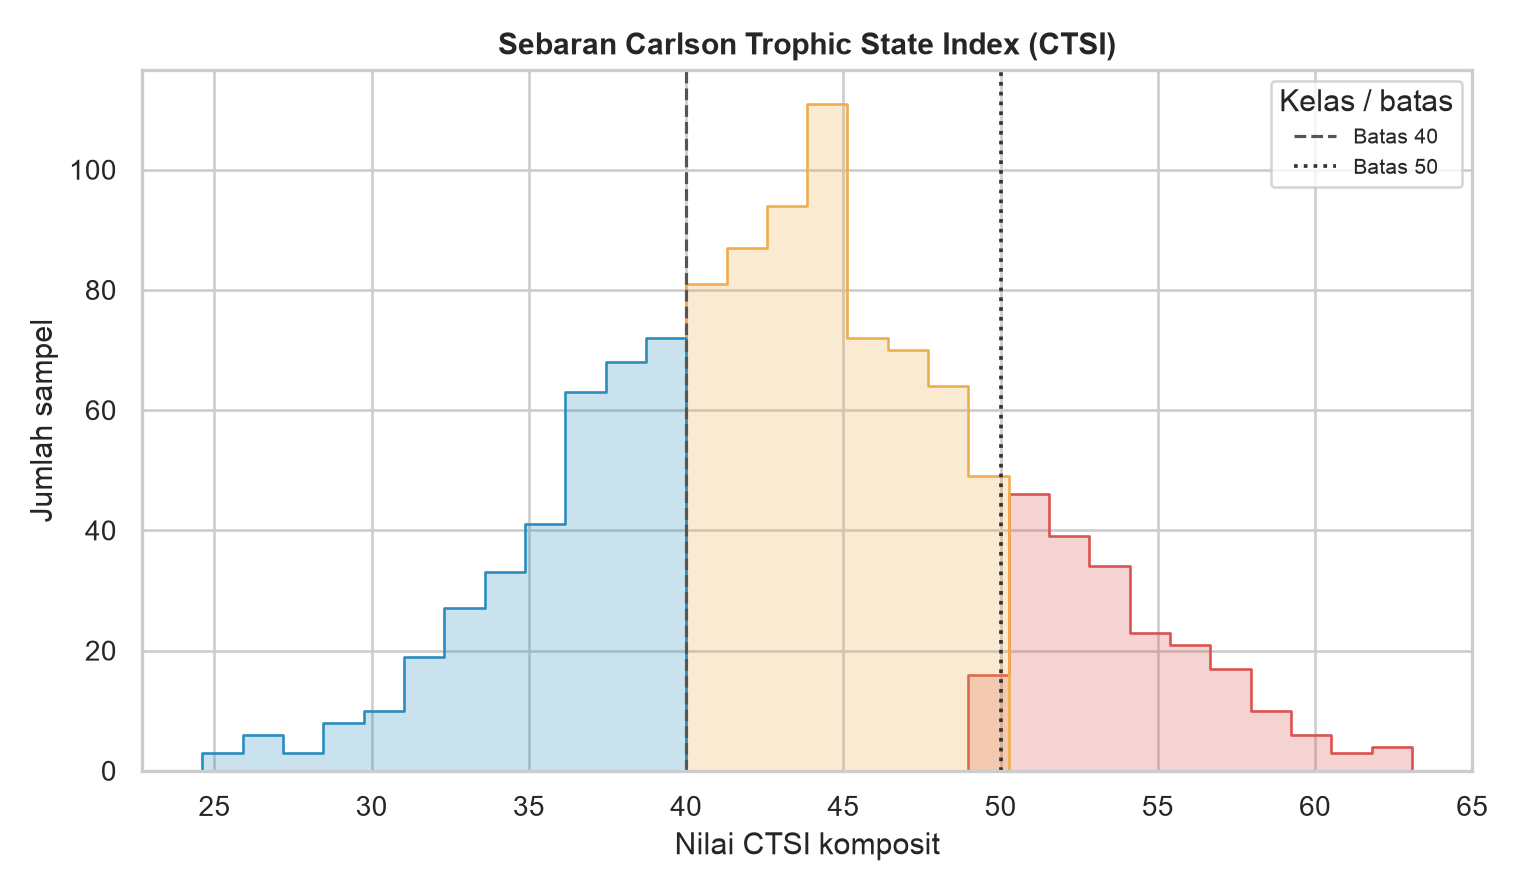 Sebaran Carlson Trophic State Index (CTSI)
Kelas / batas
Batas 40
Batas 50
Jumlah sampel
100
80
60
40
20
0
25 30 35 40 45 50 55 60 65
Nilai CTSI komposit